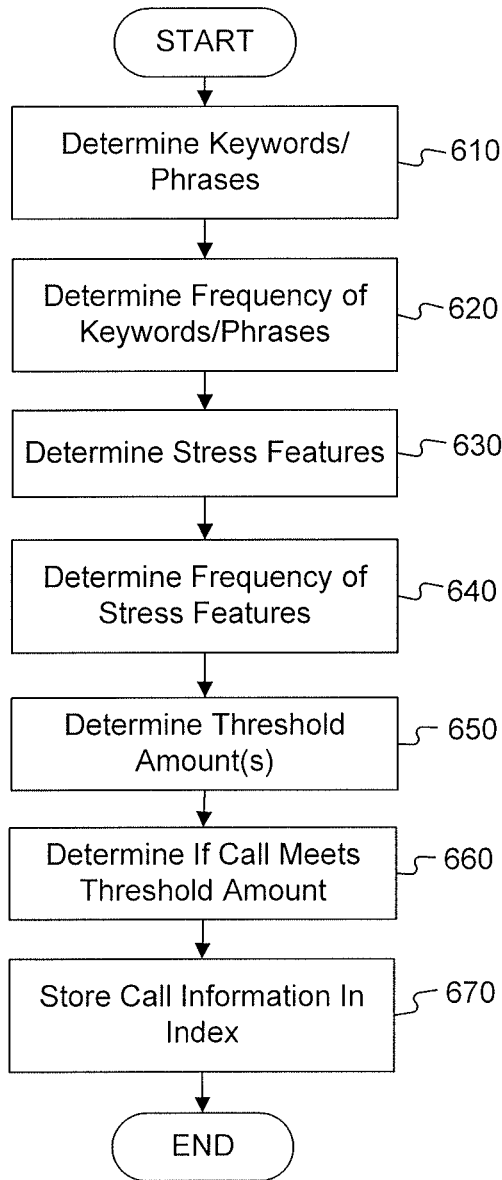 START
Determine Keywords/
Phrases
610
Determine Frequency of
Keywords/Phrases
620
Determine Stress Features
630
Determine Frequency of
Stress Features
640
Determine Threshold
Amount(s)
650
Determine If Call Meets
Threshold Amount
660
Store Call Information In
Index
670
END